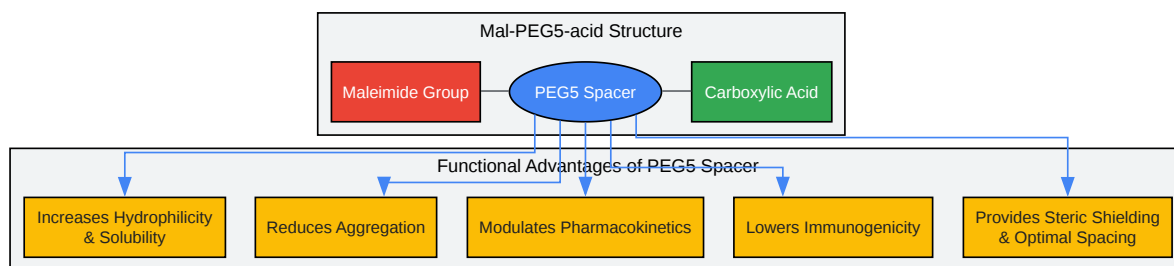 Mal-PEG5-acid Structure
Maleimide Group
PEG5 Spacer
Carboxylic Acid
Functional Advantages of PEG5 Spacer
Increases Hydrophilicity
& Solubility
Reduces Aggregation
Modulates Pharmacokinetics
Lowers Immunogenicity
Provides Steric Shielding
& Optimal Spacing